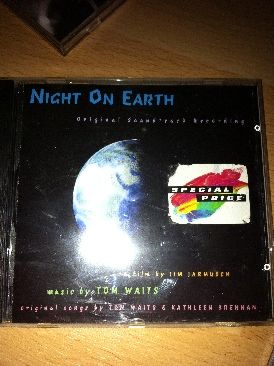 NIGHT ON EARTH
Original Soundtrack Recording
SPECIAL
PRICE
a film by JIM JARMUSCH
music by TOM WAITS
original songs by TOM WAITS & KATHLEEN BRENNAN